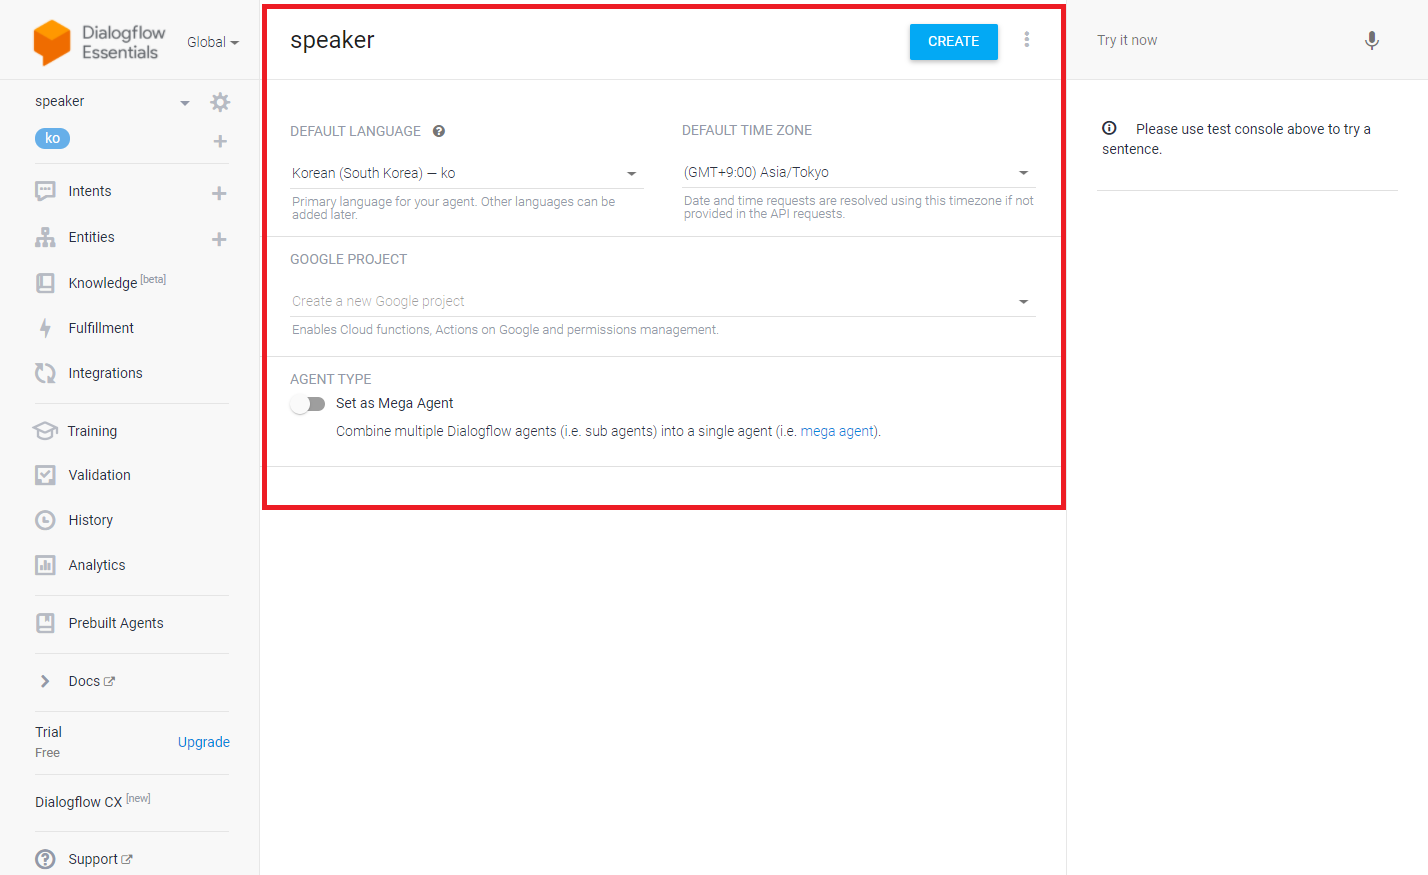 Dialogflow
Essentials
Global
speaker
ko
Intents
Entities
Knowledge [beta]
Fulfillment
Integrations
Training
Validation
History
Analytics
Prebuilt Agents
Docs
Trial
Free
Upgrade
Dialogflow CX [new]
Support
speaker
CREATE
DEFAULT LANGUAGE
Korean (South Korea) — ko
Primary language for your agent. Other languages can be
added later.
DEFAULT TIME ZONE
(GMT+9:00) Asia/Tokyo
Date and time requests are resolved using this timezone if not
provided in the API requests.
GOOGLE PROJECT
Create a new Google project
Enables Cloud functions, Actions on Google and permissions management.
AGENT TYPE
Set as Mega Agent
Combine multiple Dialogflow agents (i.e. sub agents) into a single agent (i.e. mega agent).
Try it now
Please use test console above to try a
sentence.